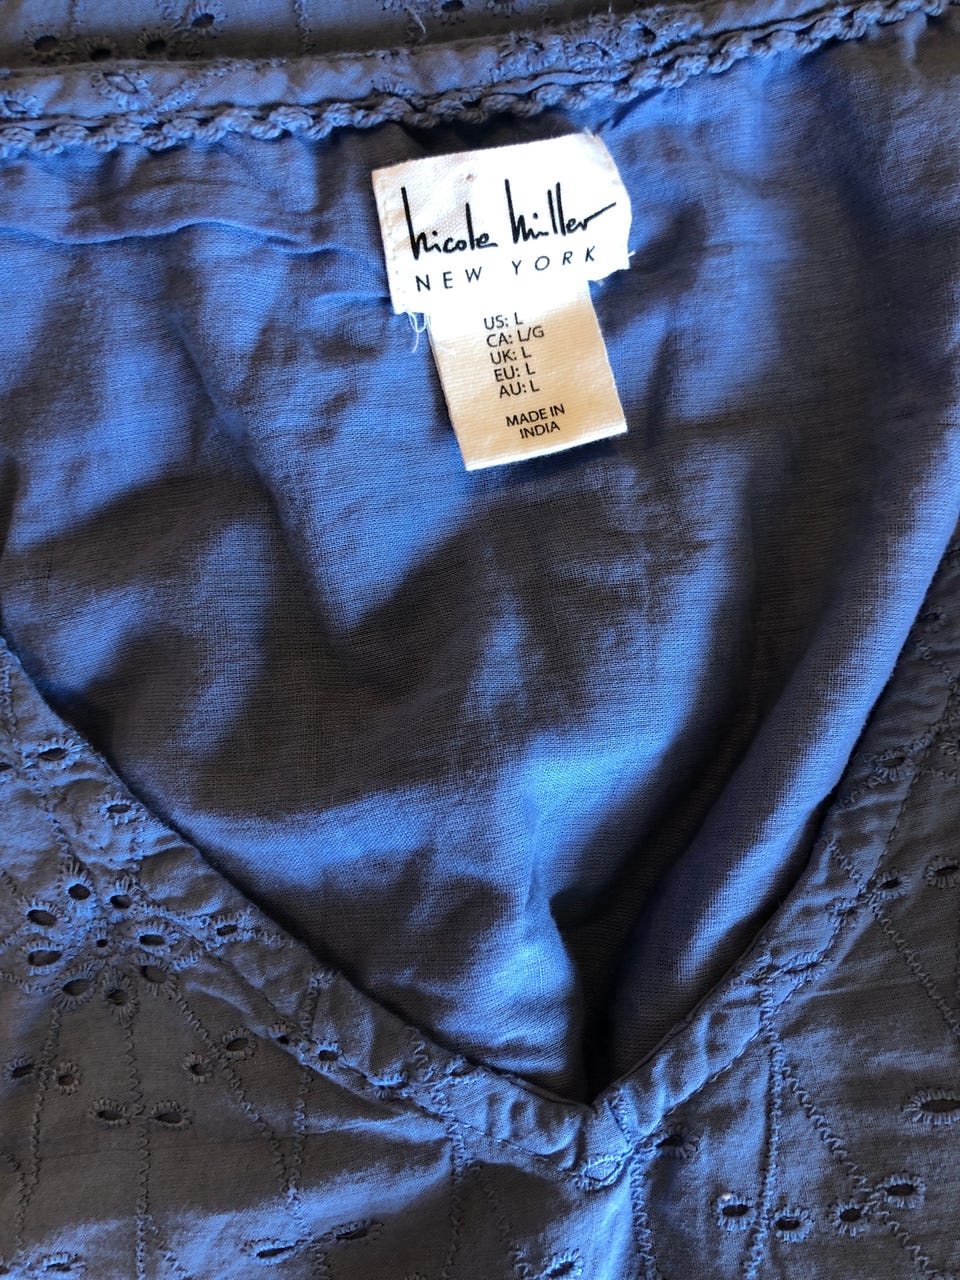 nicole miller
NEW YORK
US: L
CA: L/G
UK: L
EU: L
AU: L
MADE IN
INDIA